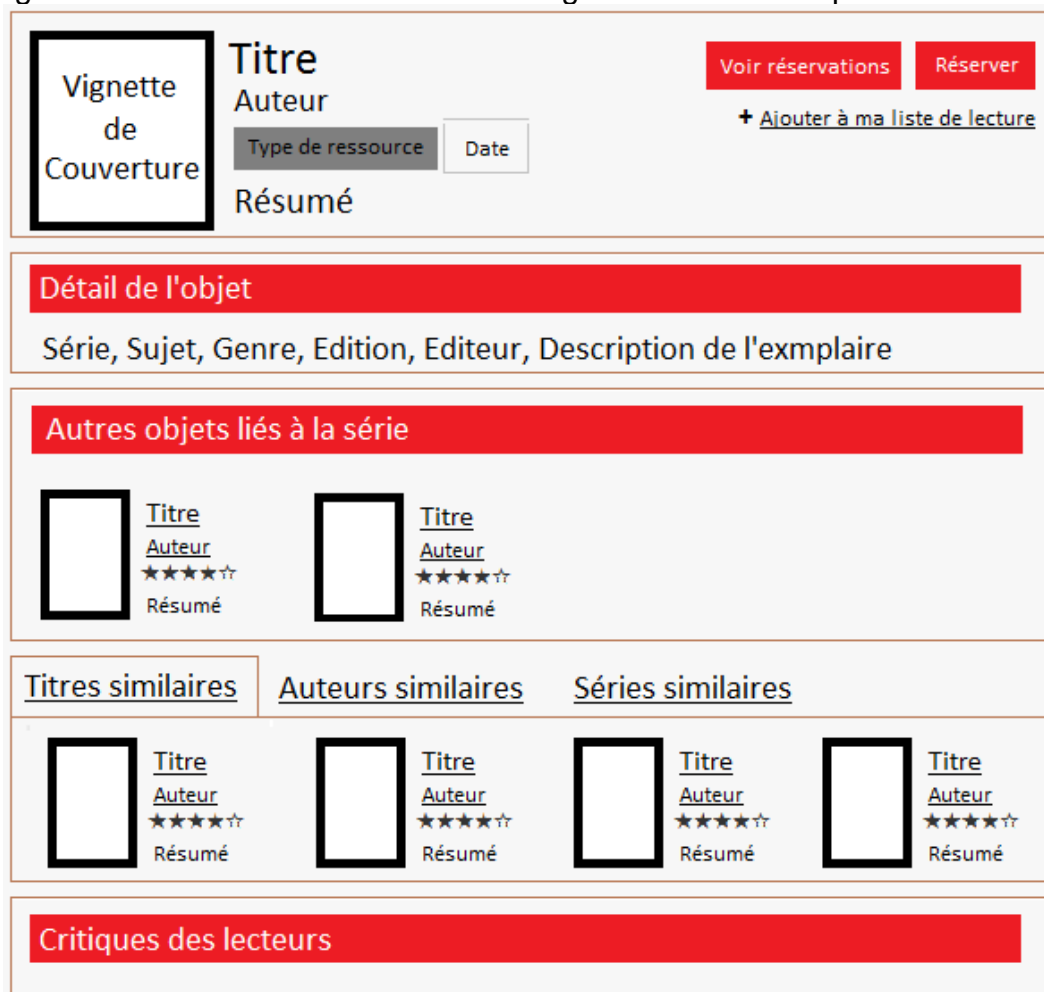 Vignette
de
Couverture
Titre
Auteur
Type de ressource
Date
Résumé
Voir réservations
Réserver
+ Ajouter à ma liste de lecture
Détail de l'objet
Série, Sujet, Genre, Edition, Editeur, Description de l'exmplaire
Autres objets liés à la série
Titre
Auteur
★★★★☆
Résumé
Titre
Auteur
★★★★☆
Résumé
Titres similaires
Auteurs similaires
Séries similaires
Titre
Auteur
★★★★☆
Résumé
Titre
Auteur
★★★★☆
Résumé
Titre
Auteur
★★★★☆
Résumé
Titre
Auteur
★★★★☆
Résumé
Critiques des lecteurs